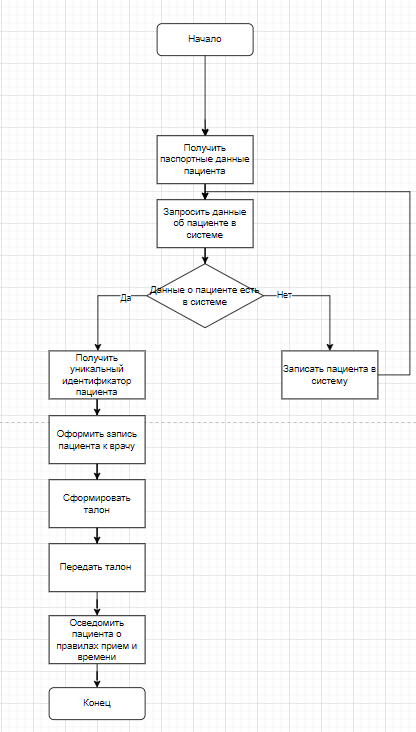 Начало
Получить
паспортные данные
пациента
Запросить данные
об пациенте в
системе
Данные о пациенте есть
в системе
Да
Нет
Получить
уникальный
идентификатор
пациента
Записать пациента в
систему
Оформить запись
пациента к врачу
Сформировать
талон
Передать талон
Осведомить
пациента о
правилах прием и
времени
Конец